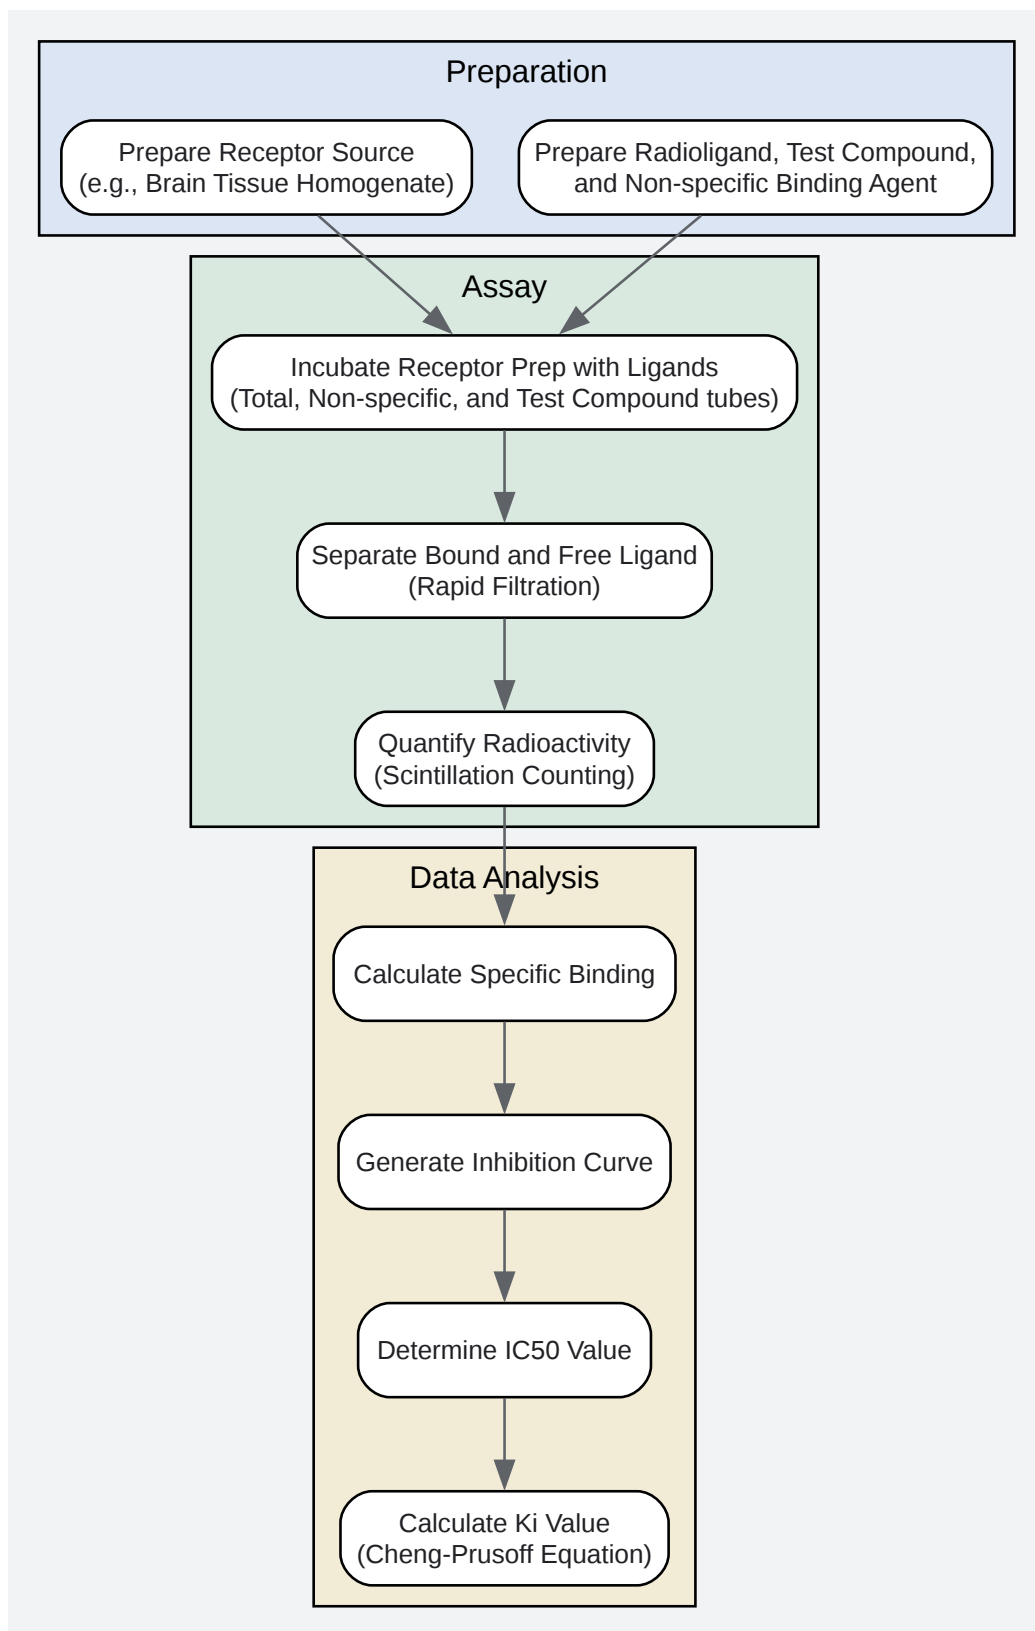 Preparation
Prepare Receptor Source
(e.g., Brain Tissue Homogenate)
Prepare Radioligand, Test Compound,
and Non-specific Binding Agent
Assay
Incubate Receptor Prep with Ligands
(Total, Non-specific, and Test Compound tubes)
Separate Bound and Free Ligand
(Rapid Filtration)
Quantify Radioactivity
(Scintillation Counting)
Data Analysis
Calculate Specific Binding
Generate Inhibition Curve
Determine IC50 Value
Calculate Ki Value
(Cheng-Prusoff Equation)